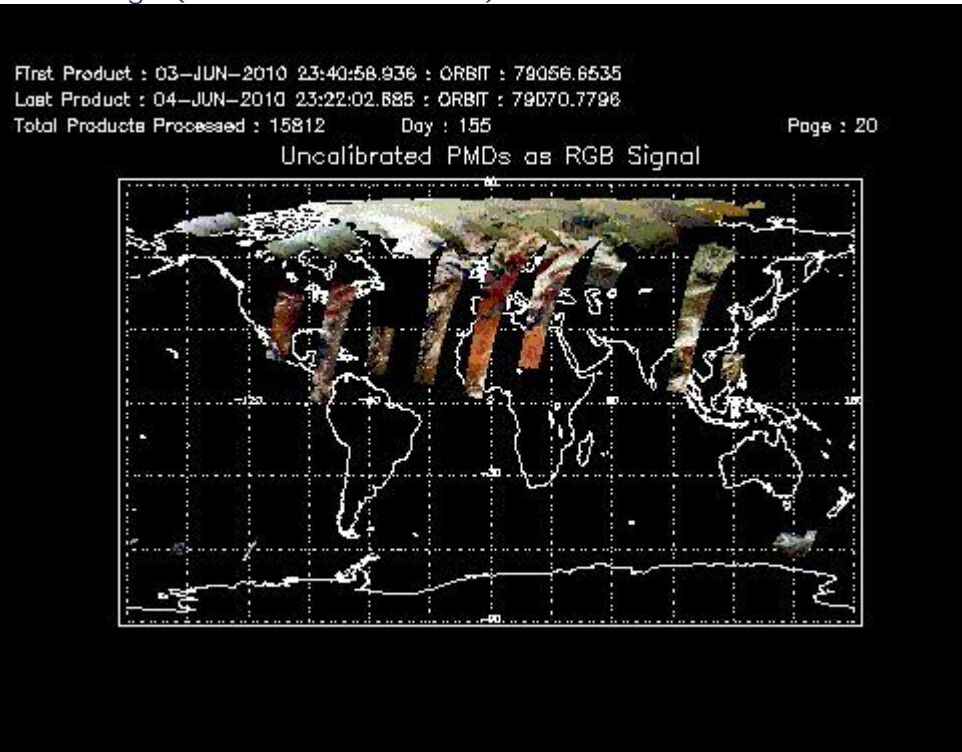 First Product : 03-JUN-2010 23:40:58.936 : ORBIT : 79056.6535
Last Product : 04-JUN-2010 23:22:02.685 : ORBIT : 79070.7796
Total Products Processed : 15812 Day : 155 Page : 20
Uncalibrated PMDs as RGB Signal
-120